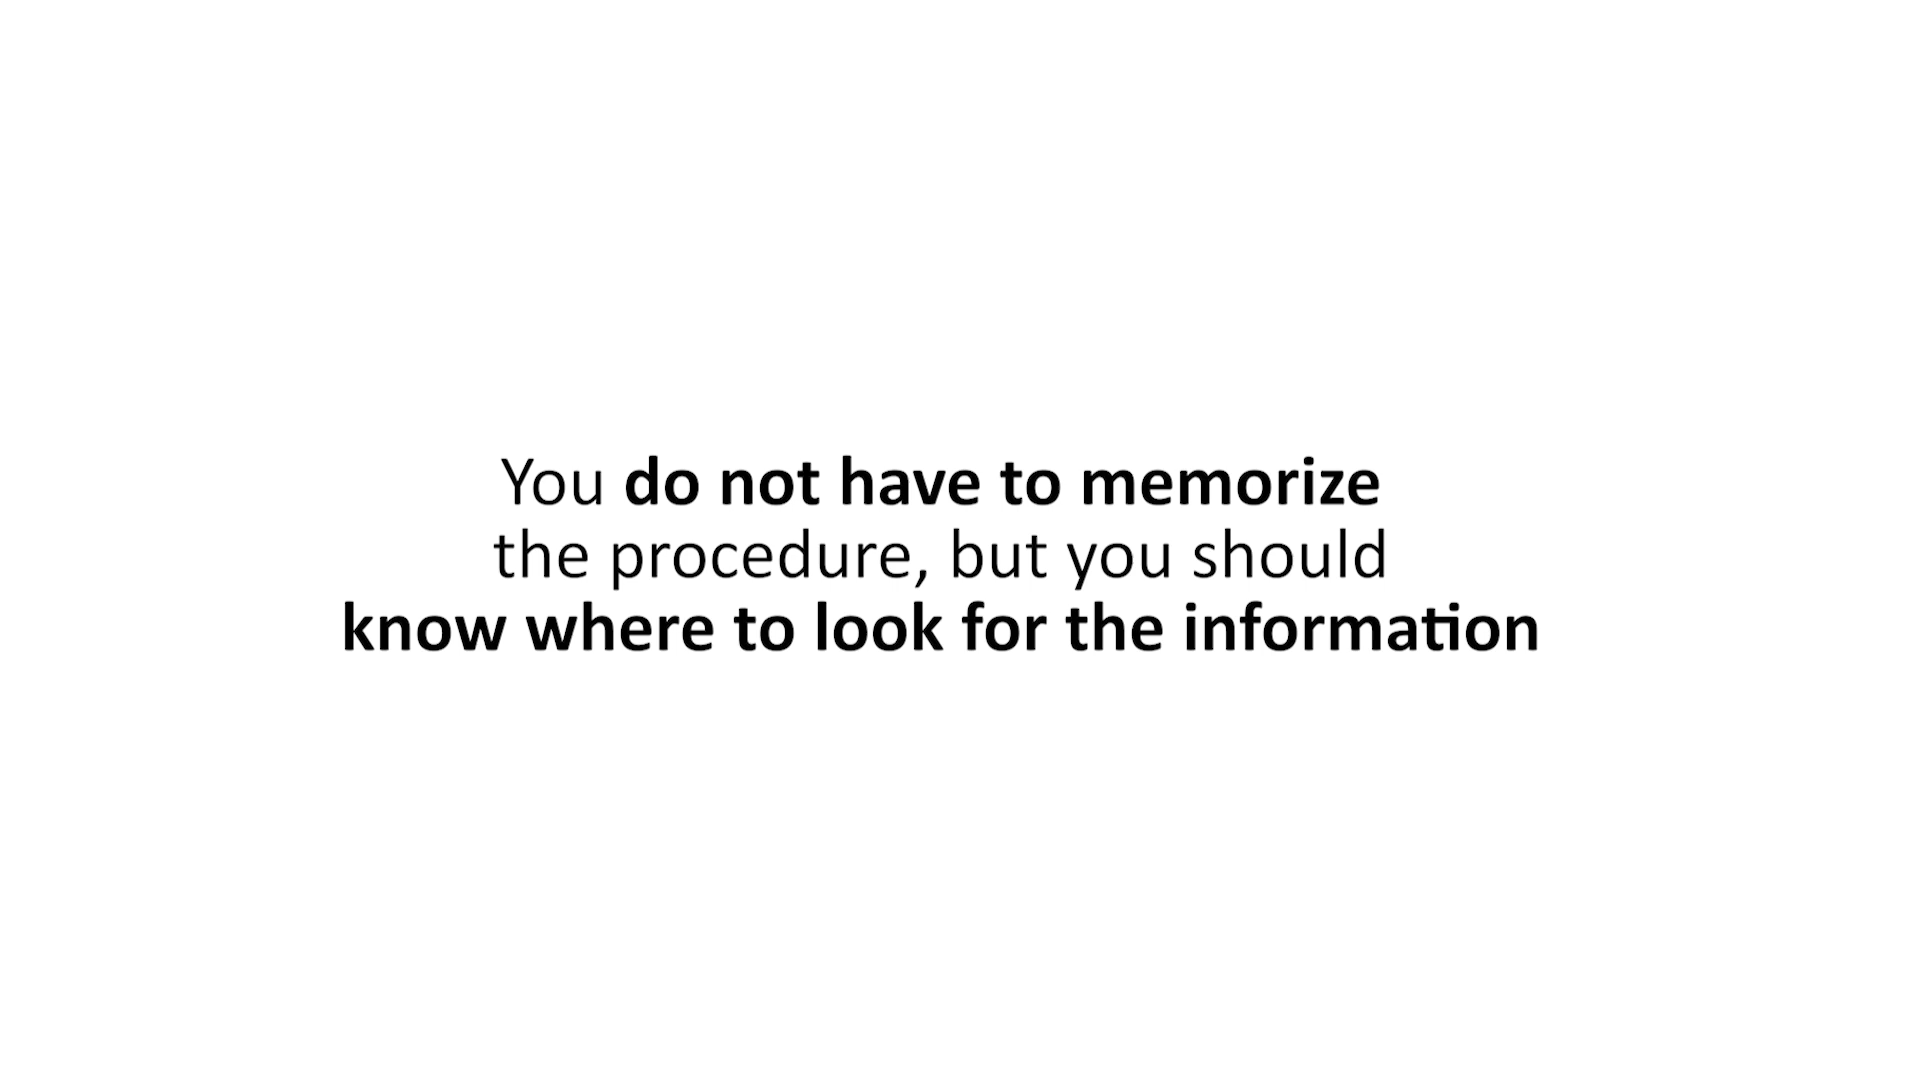 You do not have to memorize
the procedure, but you should
know where to look for the information